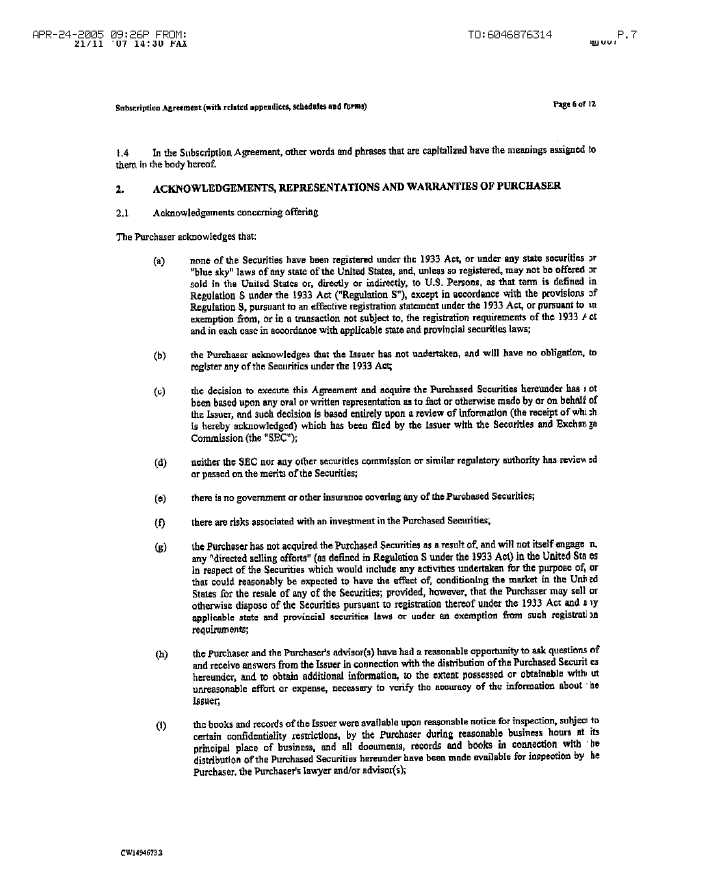 APR-24-2005 09:26P FROM: TO:6046876314 P.7
21/11 '07 14:30 FAX
Subscription Agreement (with related appendices, schedules and forms) Page 6 of 12
1.4 In the Subscription Agreement, other words and phrases that are capitalized have the meanings assigned to
them in the body hereof.
2. ACKNOWLEDGEMENTS, REPRESENTATIONS AND WARRANTIES OF PURCHASER
2.1 Acknowledgements concerning offering
The Purchaser acknowledges that:
(a) none of the Securities have been registered under the 1933 Act, or under any state securities or
"blue sky" laws of any state of the United States, and, unless so registered, may not be offered or
sold in the United States or, directly or indirectly, to U.S. Persons, as that term is defined in
Regulation S under the 1933 Act ("Regulation S"), except in accordance with the provisions of
Regulation S, pursuant to an effective registration statement under the 1933 Act, or pursuant to an
exemption from, or in a transaction not subject to, the registration requirements of the 1933 Act
and in each case in accordance with applicable state and provincial securities laws;
(b) the Purchaser acknowledges that the Issuer has not undertaken, and will have no obligation, to
register any of the Securities under the 1933 Act;
(c) the decision to execute this Agreement and acquire the Purchased Securities hereunder has not
been based upon any oral or written representation as to fact or otherwise made by or on behalf of
the Issuer, and such decision is based entirely upon a review of information (the receipt of which
is hereby acknowledged) which has been filed by the Issuer with the Securities and Exchange
Commission (the "SEC");
(d) neither the SEC nor any other securities commission or similar regulatory authority has reviewed
or passed on the merits of the Securities;
(e) there is no government or other insurance covering any of the Purchased Securities;
(f) there are risks associated with an investment in the Purchased Securities;
(g) the Purchaser has not acquired the Purchased Securities as a result of, and will not itself engage in,
any "directed selling efforts" (as defined in Regulation S under the 1933 Act) in the United States
in respect of the Securities which would include any activities undertaken for the purpose of, or
that could reasonably be expected to have the effect of, conditioning the market in the United
States for the resale of any of the Securities; provided, however, that the Purchaser may sell or
otherwise dispose of the Securities pursuant to registration thereof under the 1933 Act and any
applicable state and provincial securities laws or under an exemption from such registration
requirements;
(h) the Purchaser and the Purchaser's advisor(s) have had a reasonable opportunity to ask questions of
and receive answers from the Issuer in connection with the distribution of the Purchased Securities
hereunder, and to obtain additional information, to the extent possessed or obtainable without
unreasonable effort or expense, necessary to verify the accuracy of the information about the
Issuer;
(i) the books and records of the Issuer were available upon reasonable notice for inspection, subject to
certain confidentiality restrictions, by the Purchaser during reasonable business hours at its
principal place of business, and all documents, records and books in connection with the
distribution of the Purchased Securities hereunder have been made available for inspection by the
Purchaser, the Purchaser's lawyer and/or advisor(s);
CW1494673.3